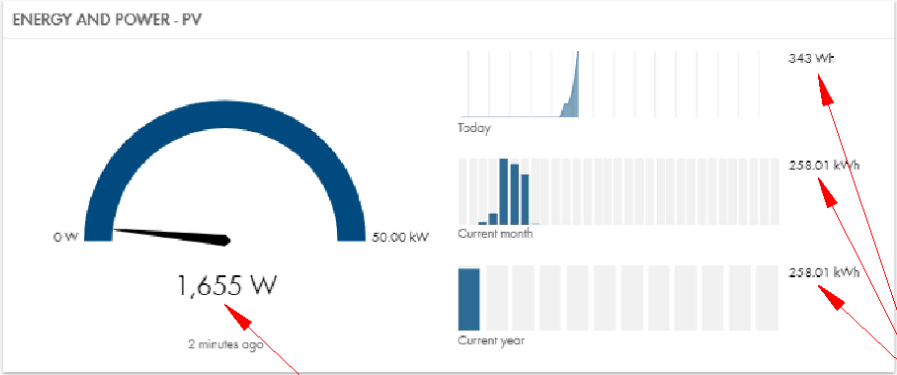 ENERGY AND POWER - PV
343 Wh
Today
258.01 kWh
Current month
0 W
50.00 kW
1,655 W
258.01 kWh
2 minutes ago
Current year